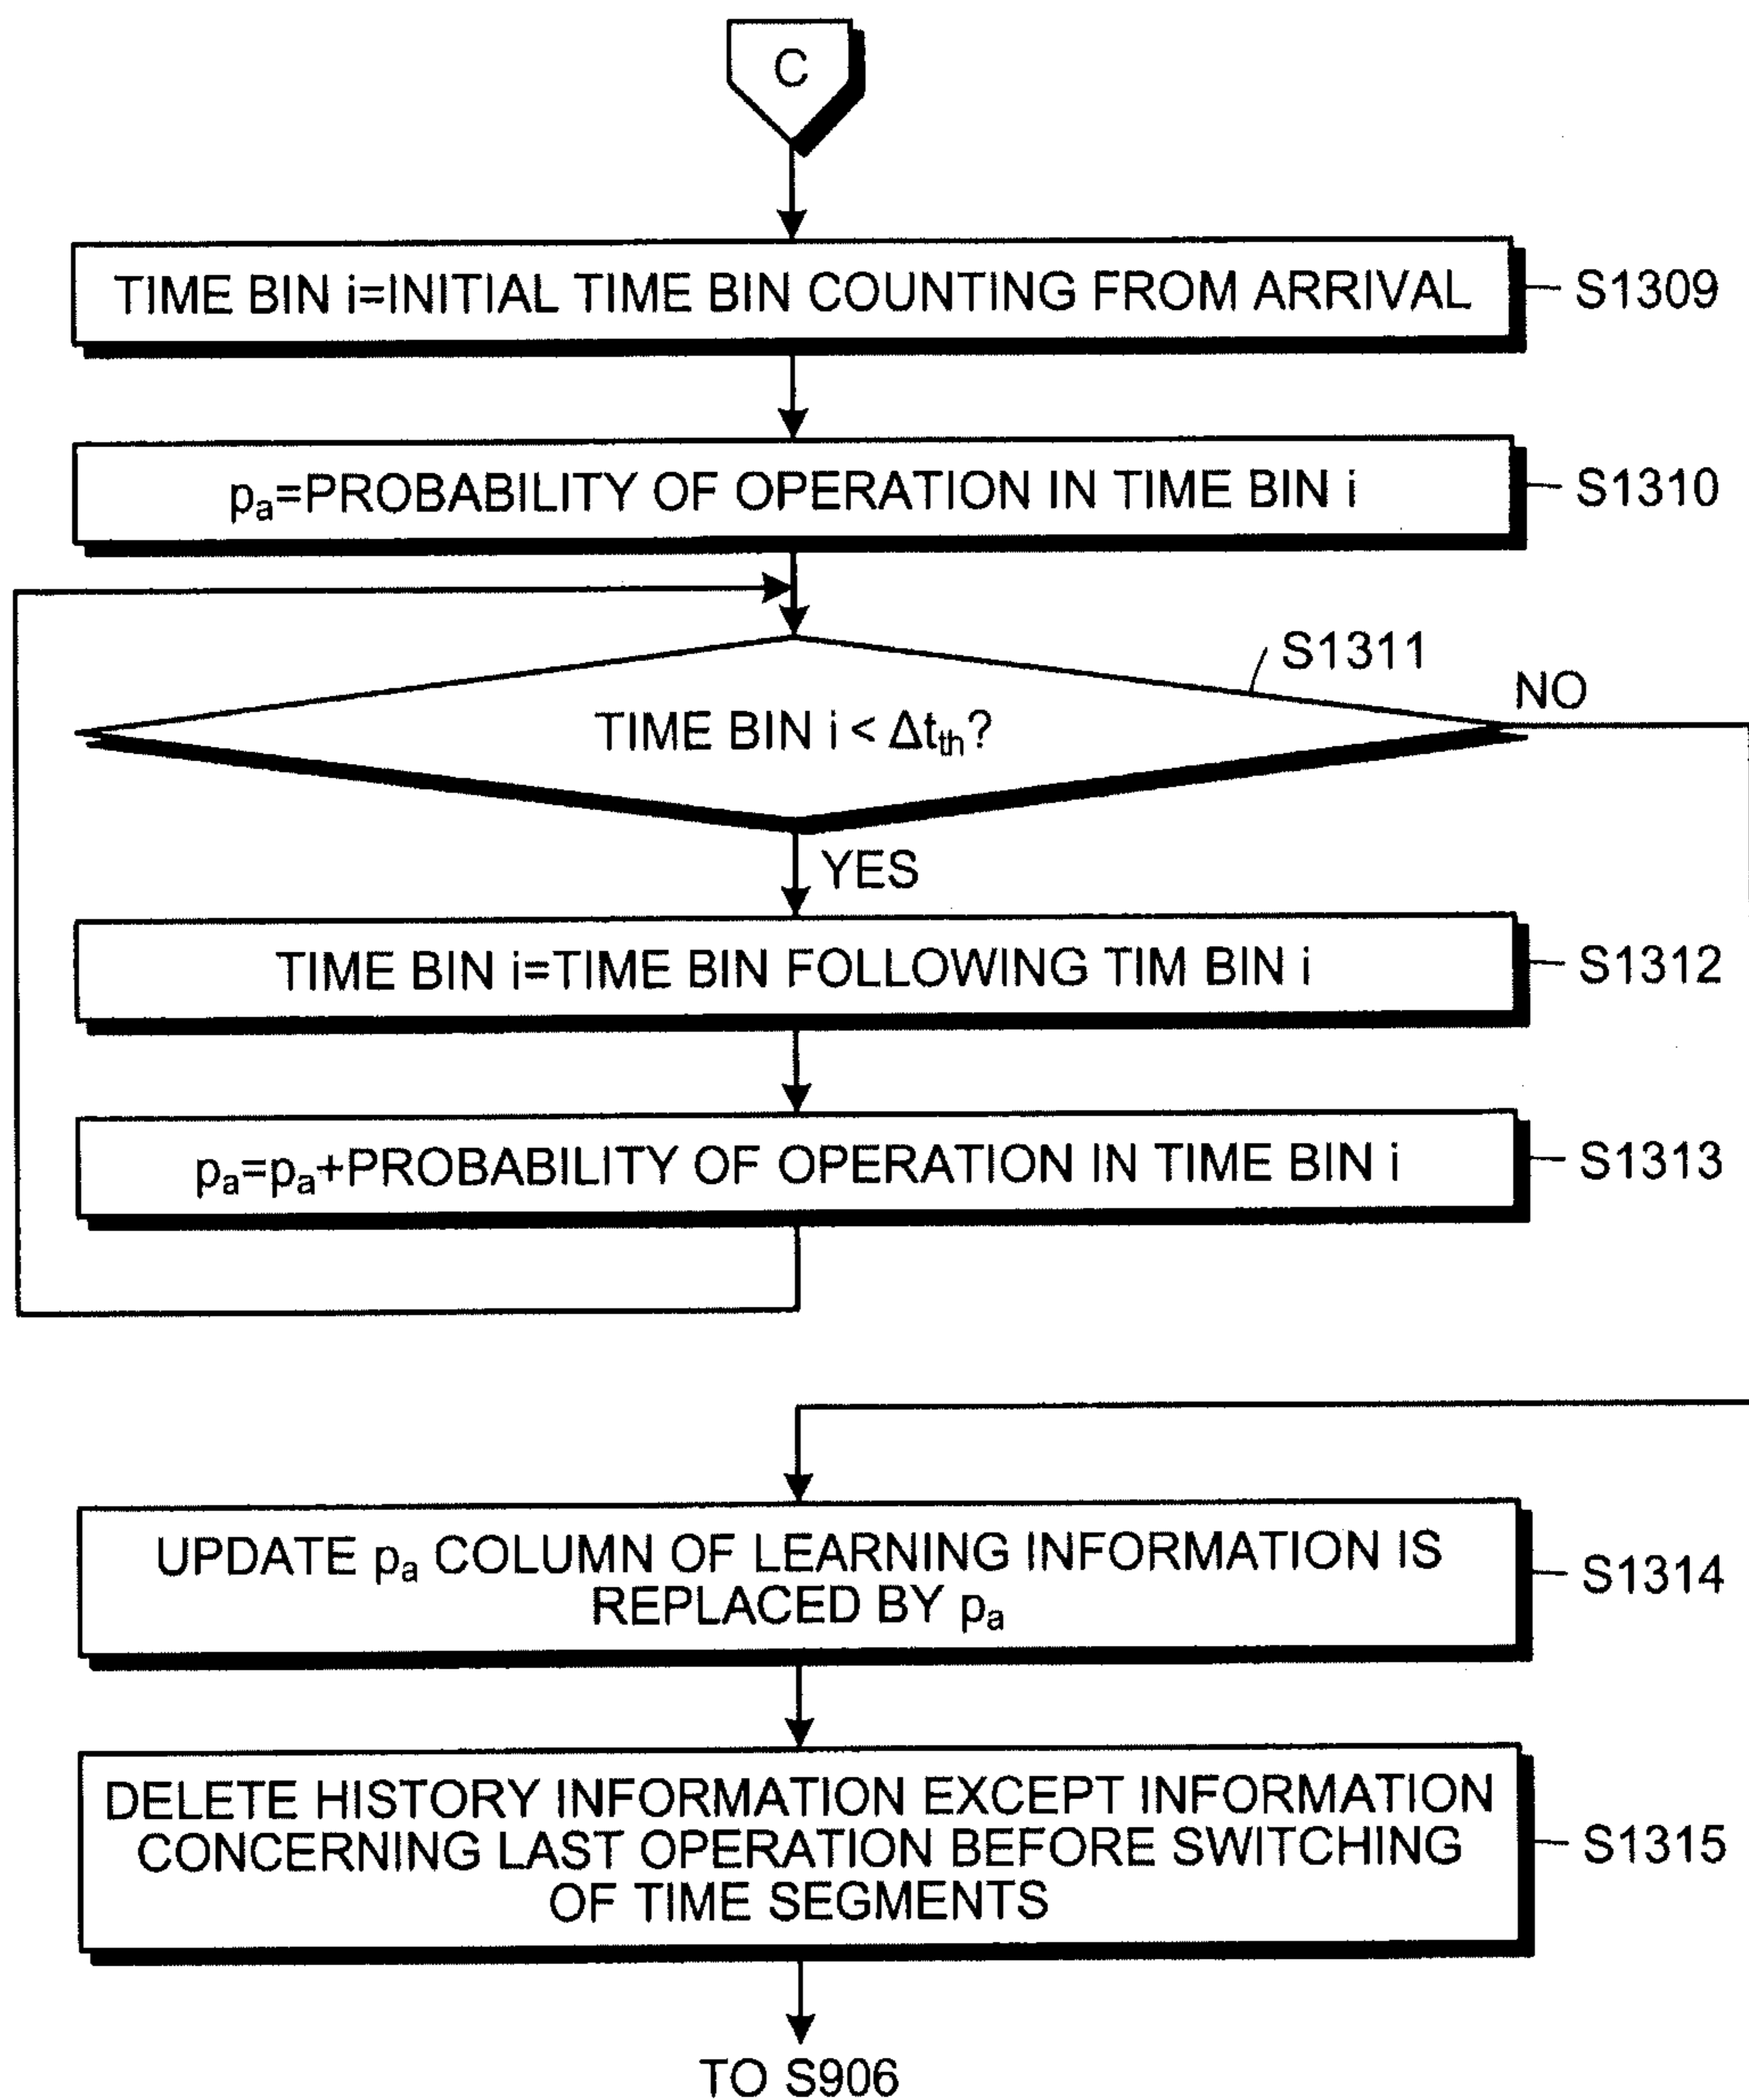 C
TIME BIN i=INITIAL TIME BIN COUNTING FROM ARRIVAL
S1309
pa=PROBABILITY OF OPERATION IN TIME BIN i
S1310
S1311
NO
TIME BIN i < Δtth?
YES
TIME BIN i=TIME BIN FOLLOWING TIM BIN i
S1312
pa=pa+PROBABILITY OF OPERATION IN TIME BIN i
S1313
UPDATE pa COLUMN OF LEARNING INFORMATION IS
REPLACED BY pa
S1314
DELETE HISTORY INFORMATION EXCEPT INFORMATION
CONCERNING LAST OPERATION BEFORE SWITCHING
OF TIME SEGMENTS
S1315
TO S906